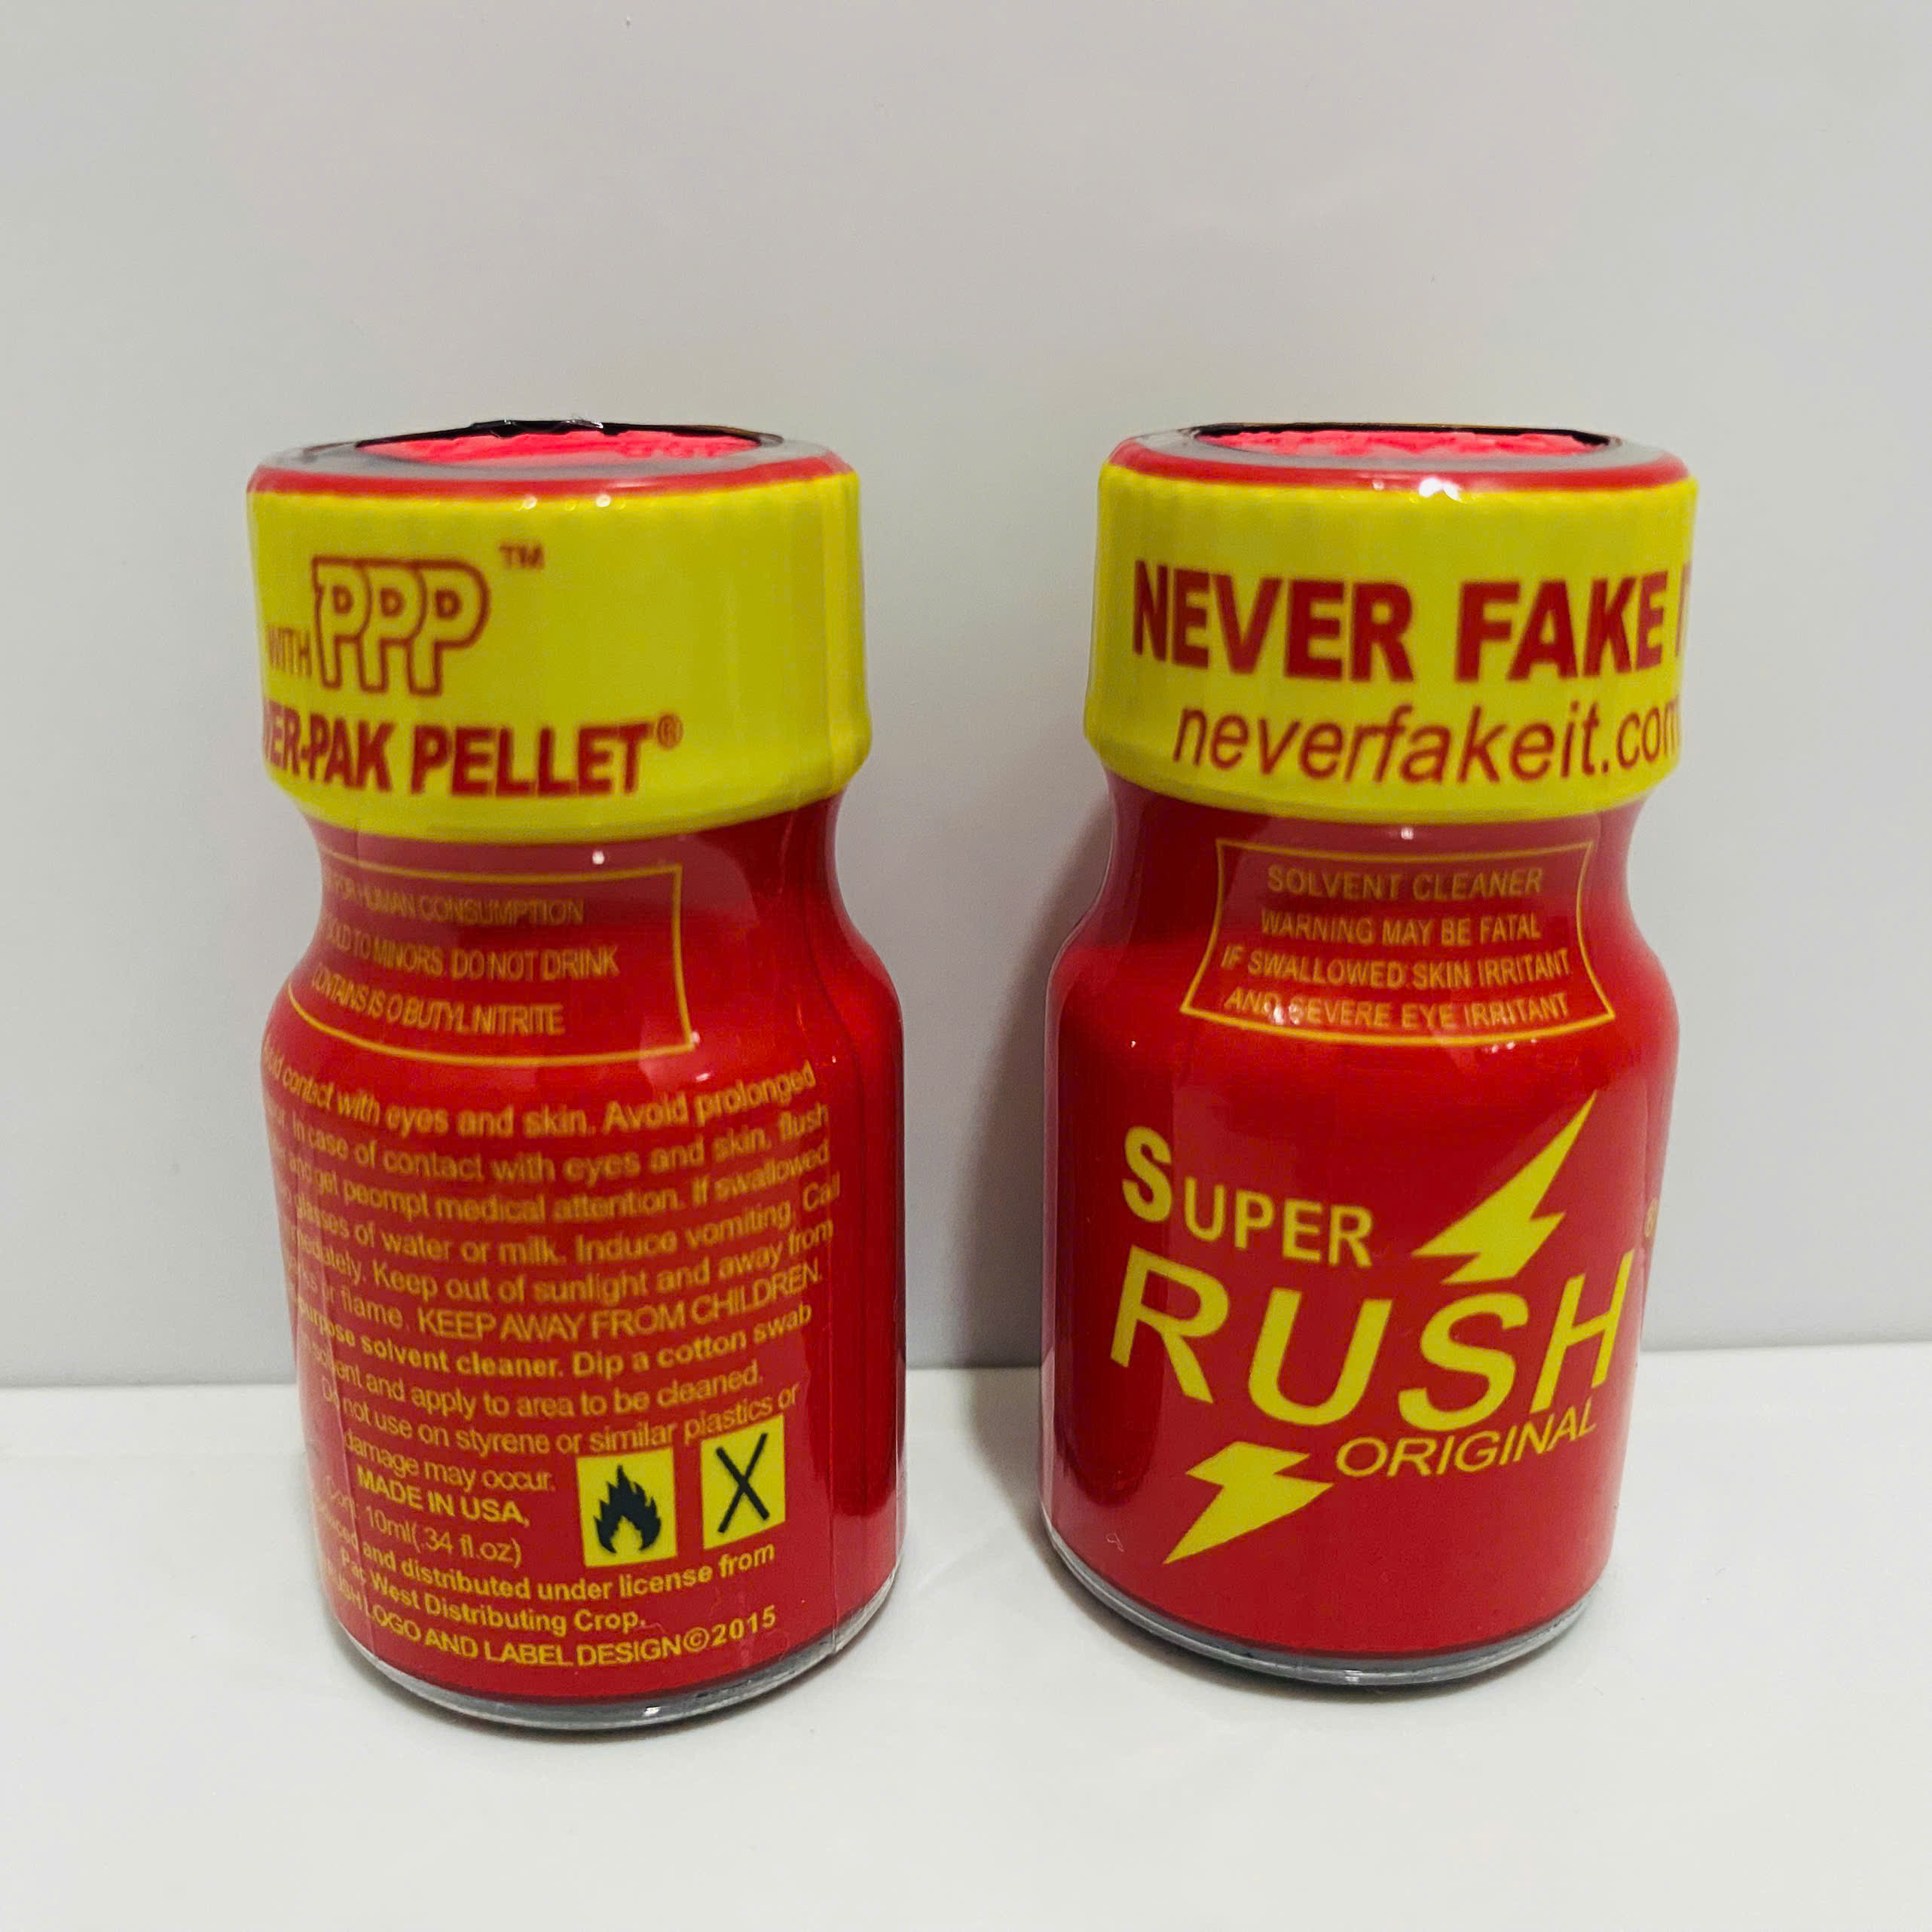 WITH PPP™
ER-PAK PELLET®
FOR HUMAN CONSUMPTION
SOLD TO MINORS. DO NOT DRINK
CONTAINS ISOBUTYL NITRITE
contact with eyes and skin. Avoid prolonged
In case of contact with eyes and skin, flush
and get peompt medical attention. If swallowed
glasses of water or milk. Induce vomiting. Call
Keep out of sunlight and away from
or flame. KEEP AWAY FROM CHILDREN.
solvent cleaner. Dip a cotton swab
and apply to area to be cleaned.
Do not use on styrene or similar plastics or
damage may occur.
MADE IN USA,
10ml(.34 fl.oz)
and distributed under license from
Pac West Distributing Crop.
LOGO AND LABEL DESIGN©2015
NEVER FAKE
neverfakeit.com
SOLVENT CLEANER
WARNING MAY BE FATAL
IF SWALLOWED.SKIN IRRITANT
AND SEVERE EYE IRRITANT
SUPER
RUSH
ORIGINAL